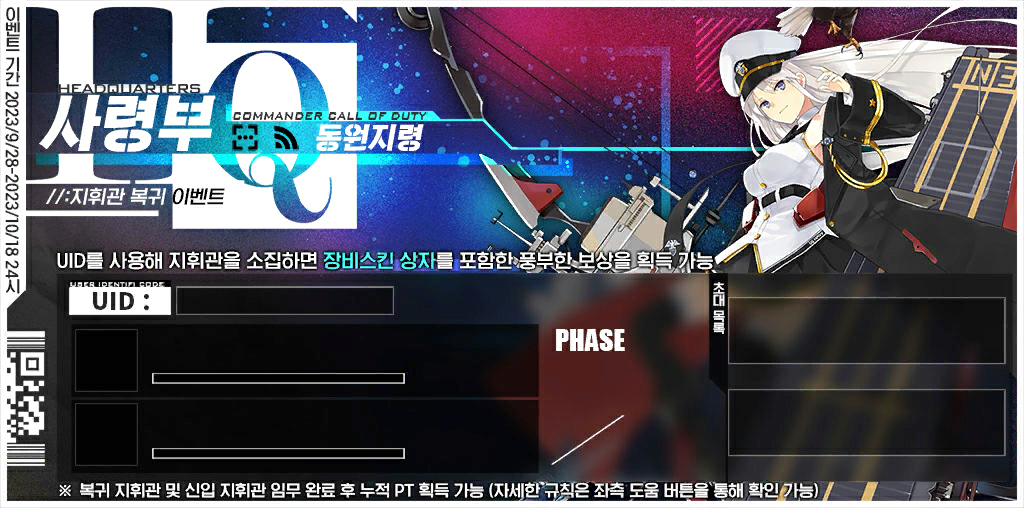 이벤트 기간 2023/9/28-2023/10/18 24시
HQ
HEADQUARTERS
사령부
COMMANDER CALL OF DUTY
동원지령
//:지휘관 복귀 이벤트
UID를 사용해 지휘관을 소집하면 장비스킨 상자를 포함한 풍부한 보상을 획득 가능
USER IDENTIFI CODE
UID :
PHASE
초대 목록
※ 복귀 지휘관 및 신입 지휘관 임무 완료 후 누적 PT 획득 가능 (자세한 규칙은 좌측 도움 버튼을 통해 확인 가능)